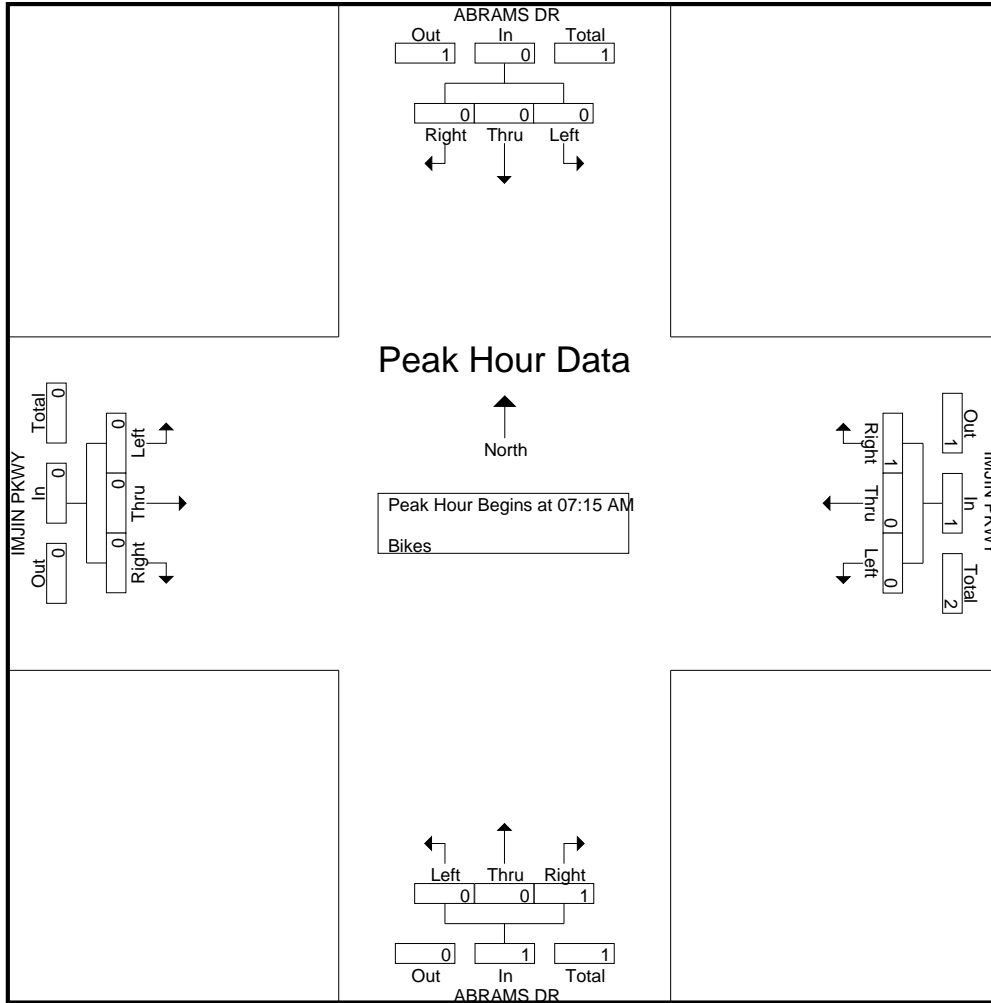 ABRAMS DR
Out In Total
1 0 1
0 0 0
Right Thru Left
Peak Hour Data
North
Peak Hour Begins at 07:15 AM
Bikes
IMJIN PKWY
Total In Out
0 0 0
0 0 0
Left Thru Right
IMJIN PKWY
Out In Total
1 1 2
1 0 0
Right Thru Left
Left Thru Right
0 0 1
0 1 1
Out In Total
ABRAMS DR